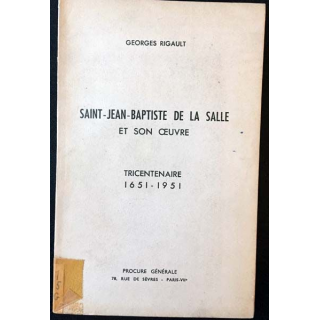 GEORGES RIGAULT
SAINT-JEAN-BAPTISTE DE LA SALLE
ET SON ŒUVRE
TRICENTENAIRE
1651-1951
PROCURE GÉNÉRALE
78, RUE DE SÈVRES - PARIS-VIIe